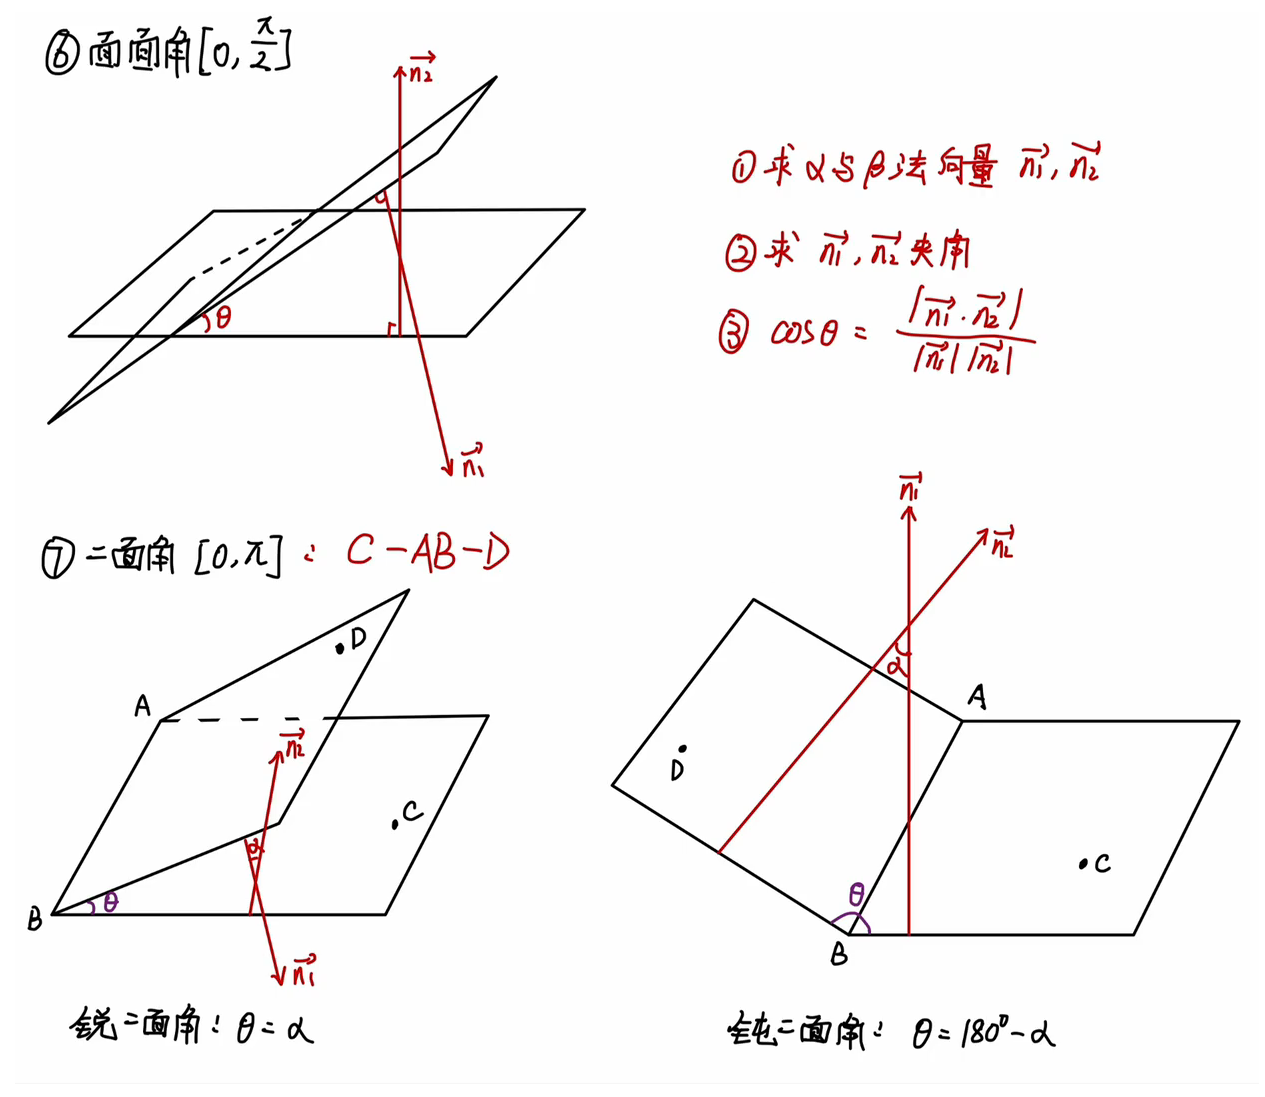 ⑥面面角[0, π/2]
n₂→
θ
n₁→
①求α与β法向量 n₁→, n₂→
②求 n₁→, n₂→ 夹角
③ cosθ = |n₁→·n₂→| / |n₁→| |n₂→|
⑦二面角 [0,π]: C-AB-D
D
A
n₂→
C
α
B
θ
n₁→
锐二面角: θ=α
n₁→
n₂→
α
A
D
C
θ
B
钝二面角: θ=180°-α